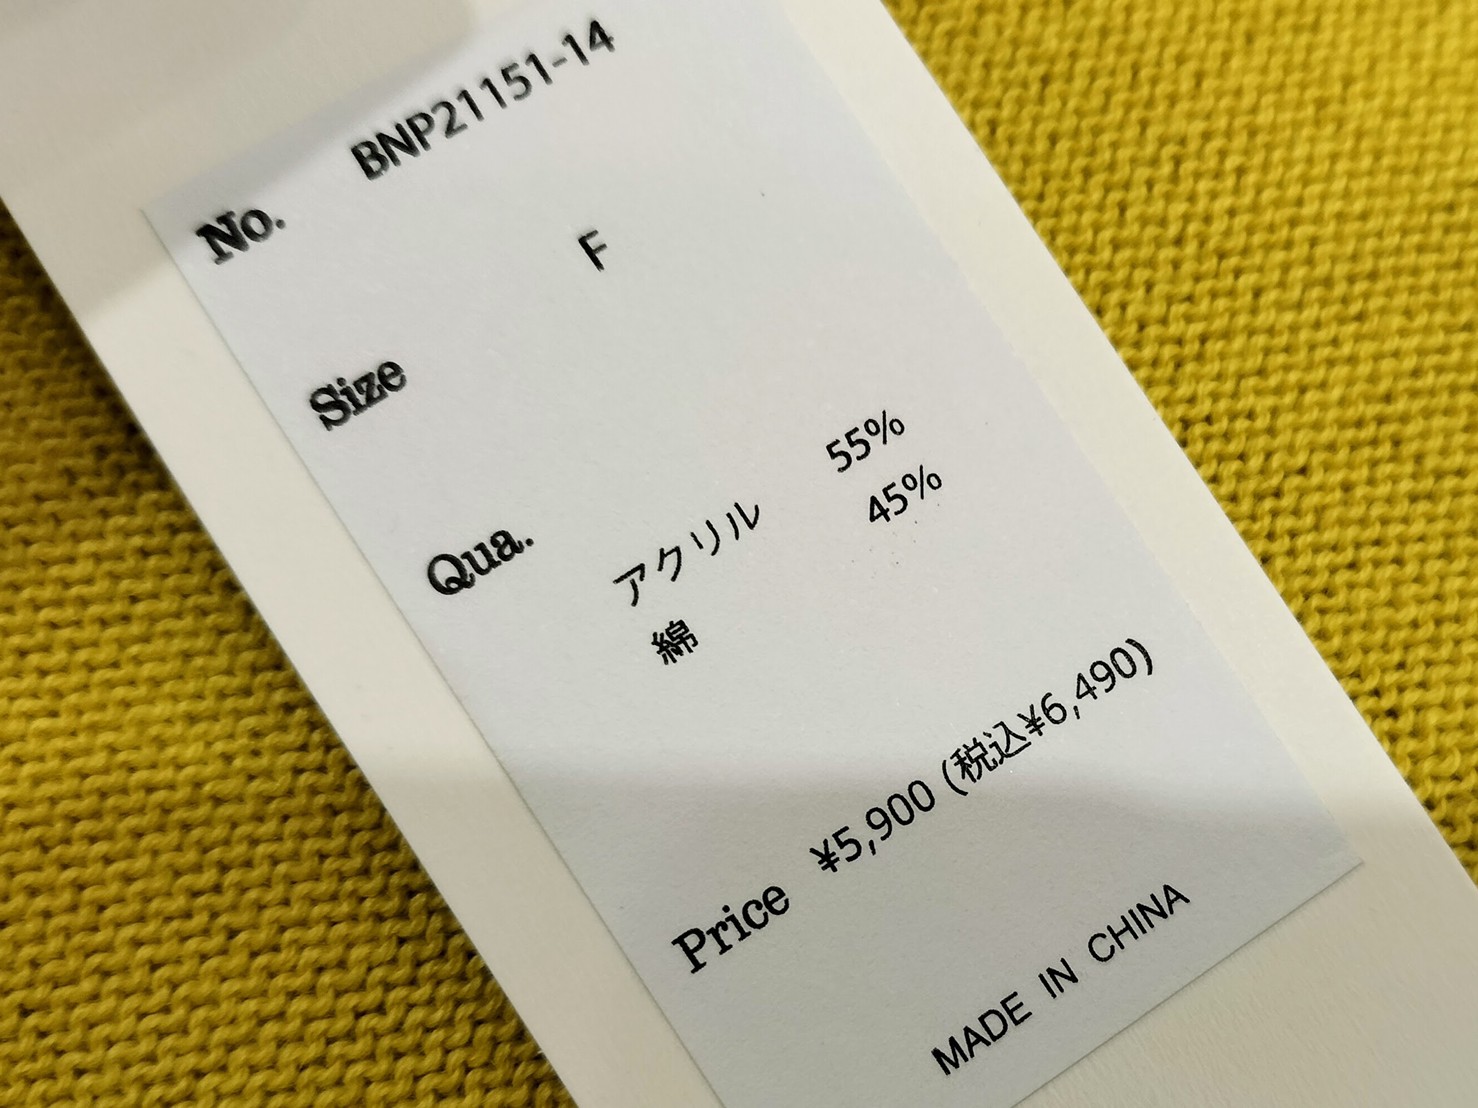 No. BNP21151-14
Size F
Qua. アクリル 55%
綿 45%
Price ¥5,900 (税込¥6,490)
MADE IN CHINA